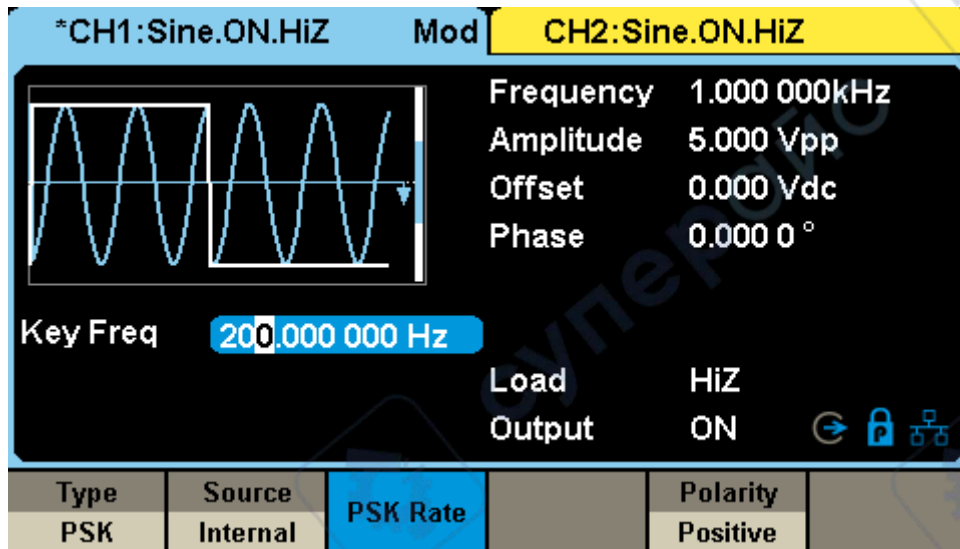 *CH1:Sine.ON.HiZ Mod CH2:Sine.ON.HiZ
Frequency 1.000 000kHz
Amplitude 5.000 Vpp
Offset 0.000 Vdc
Phase 0.000 0 °
Key Freq 200.000 000 Hz
Load HiZ
Output ON P
Type Source PSK Rate Polarity
PSK Internal Positive
суперайс